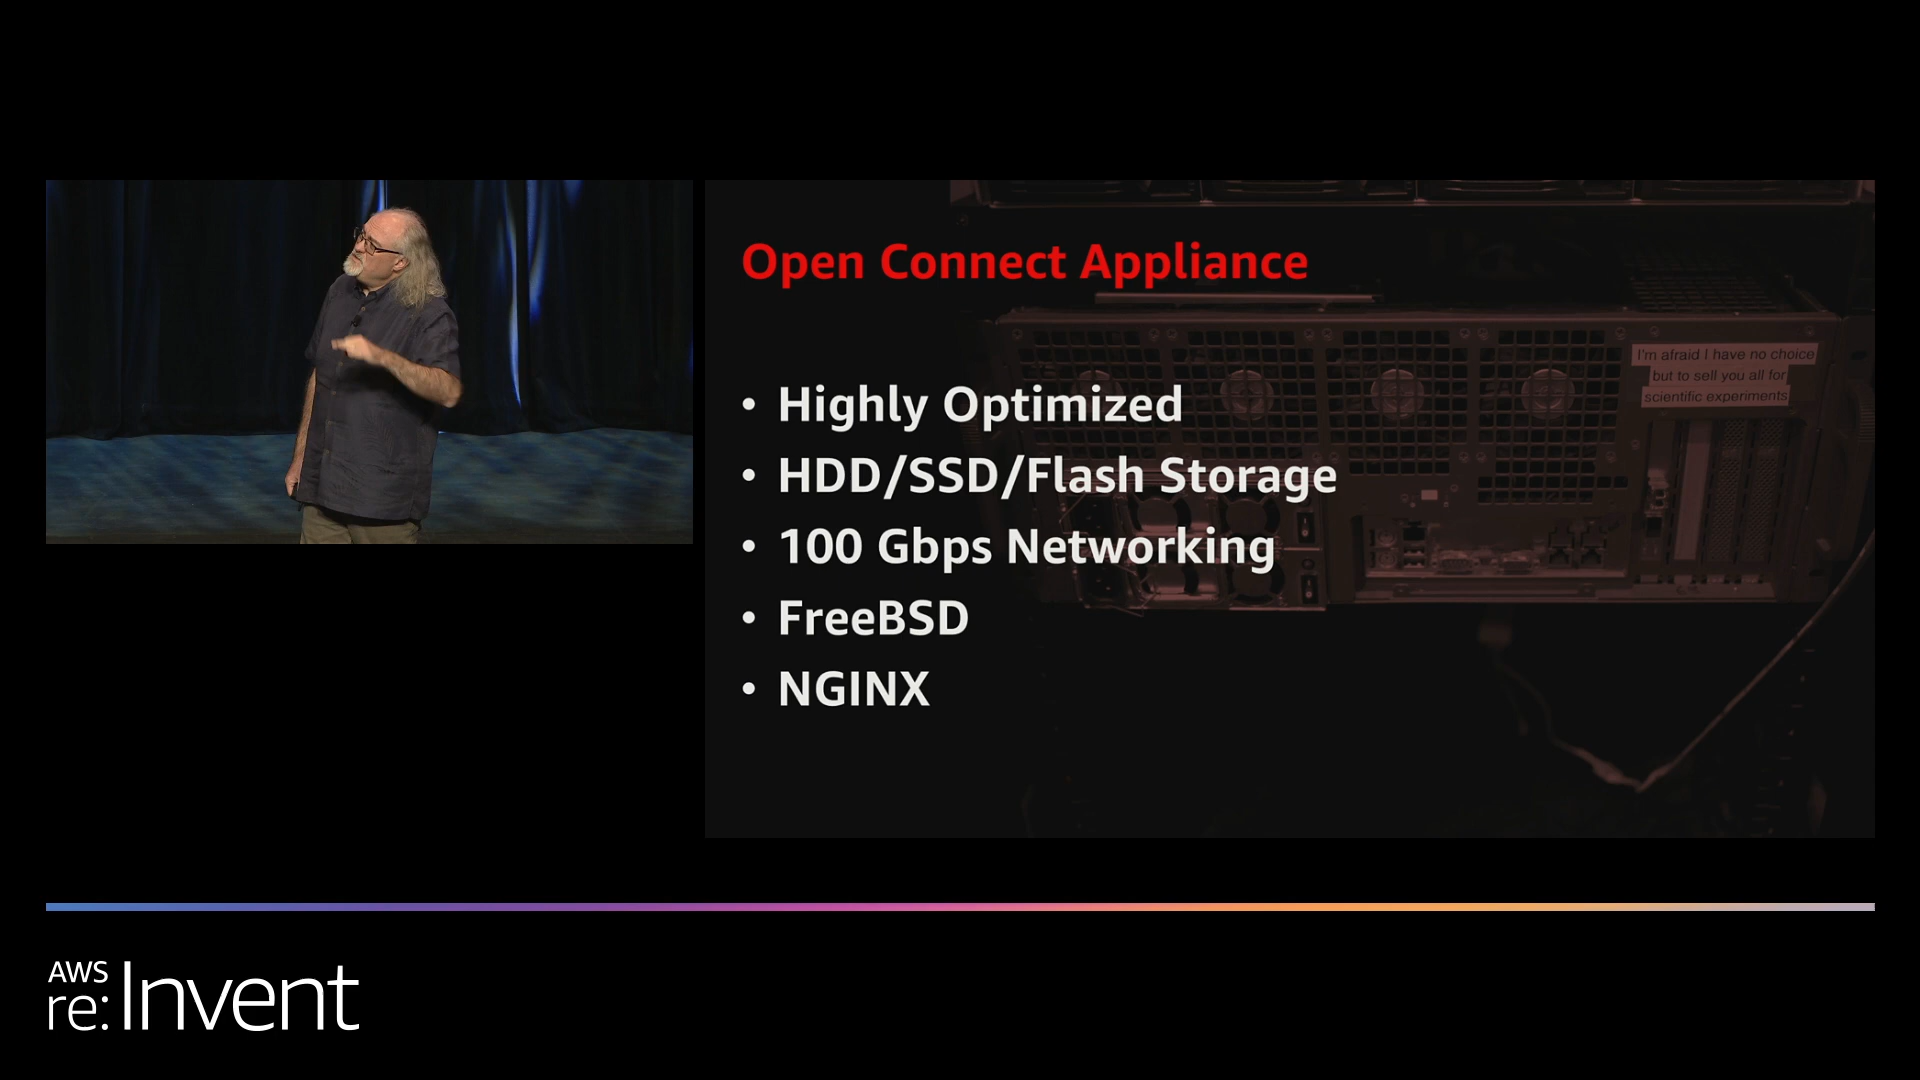 Open Connect Appliance
I'm afraid I have no choice
but to sell you all for
scientific experiments
• Highly Optimized
• HDD/SSD/Flash Storage
• 100 Gbps Networking
• FreeBSD
• NGINX
AWS
re:Invent